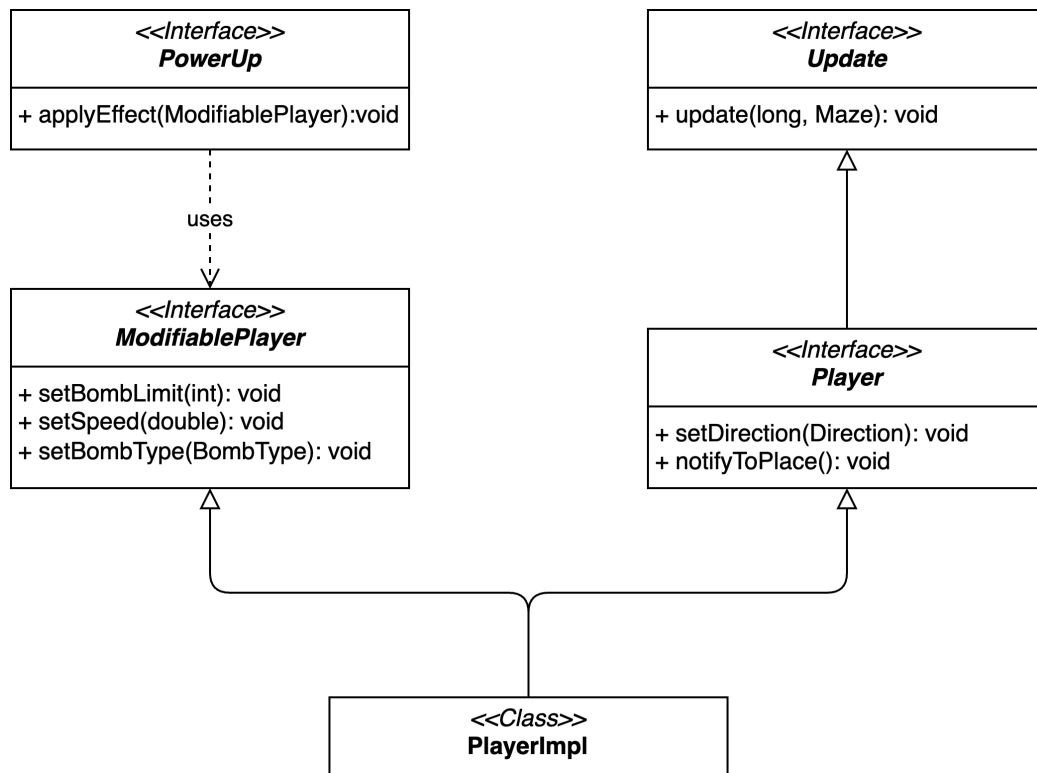 <<Interface>>
PowerUp
+ applyEffect(ModifiablePlayer):void
<<Interface>>
Update
+ update(long, Maze): void
uses
<<Interface>>
ModifiablePlayer
+ setBombLimit(int): void
+ setSpeed(double): void
+ setBombType(BombType): void
<<Interface>>
Player
+ setDirection(Direction): void
+ notifyToPlace(): void
<<Class>>
PlayerImpl